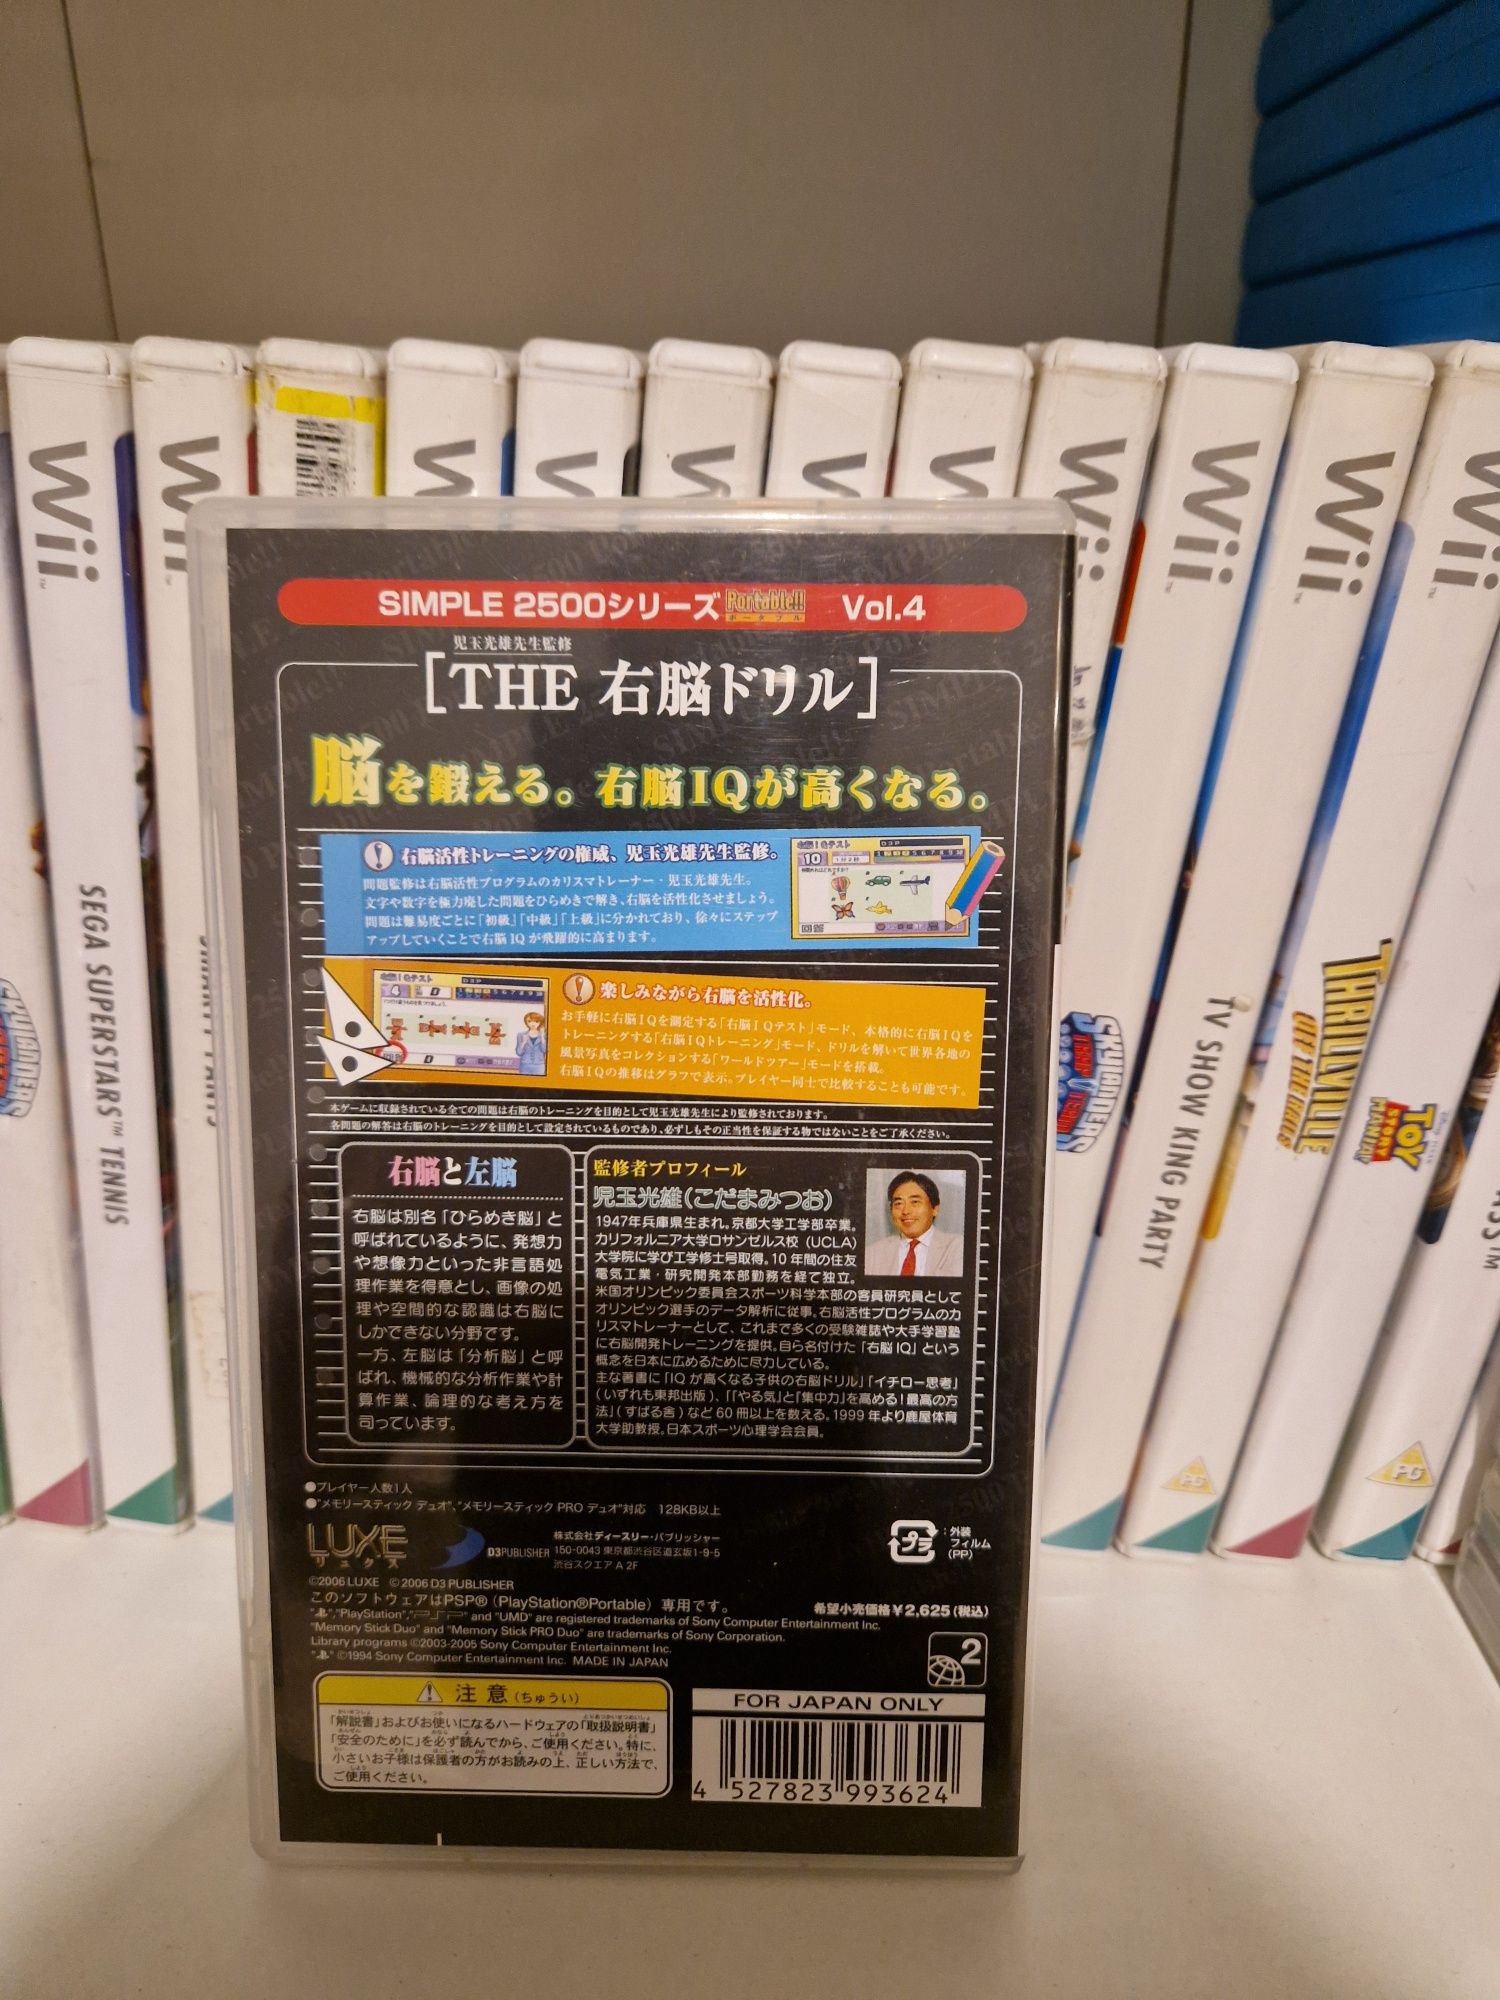 Wii
Wii
SEGA SUPERSTARS™ TENNIS
Wii
Wii
Wii
Wii
TV SHOW KING PARTY
THRILLVILLE
OFF THE RAILS
TOY
STORY
MANIA!
SKYLANDERS
PG
PG
SIMPLE 2500シリーズ Portable!! Vol.4
ポータブル
児玉光雄先生監修
[THE 右脳ドリル]
脳を鍛える。右脳IQが高くなる。
右脳活性トレーニングの権威、児玉光雄先生監修。
問題監修は右脳活性プログラムのカリスマトレーナー・児玉光雄先生。
文字や数字を極力廃した問題をひらめきで解き、右脳を活性化させましょう。
問題は難易度ごとに「初級」「中級」「上級」に分かれており、徐々にステップ
アップしていくことで右脳IQが飛躍的に高まります。
右脳IQテスト
10
楽しみながら右脳を活性化。
お手軽に右脳IQを測定する「右脳IQテスト」モード、本格的に右脳IQを
トレーニングする「右脳IQトレーニング」モード、ドリルを解いて世界各地の
風景写真をコレクションする「ワールドツアー」モードを搭載。
右脳IQの推移はグラフで表示。プレイヤー同士で比較することも可能です。
右脳IQテスト
4
本ゲームに収録されている全ての問題は右脳のトレーニングを目的として児玉光雄先生により監修されております。
各問題の解答は右脳のトレーニングを目的として設定されているものであり、必ずしもその正当性を保証する物ではないことをご了承ください。
右脳と左脳
右脳は別名「ひらめき脳」と
呼ばれているように、発想力
や想像力といった非言語処
理作業を得意とし、画像の処
理や空間的な認識は右脳に
しかできない分野です。
一方、左脳は「分析脳」と呼
ばれ、機械的な分析作業や計
算作業、論理的な考え方を
司っています。
監修者プロフィール
児玉光雄(こだまみつお)
1947年兵庫県生まれ。京都大学工学部卒業。
カリフォルニア大学ロサンゼルス校(UCLA)
大学院に学び工学修士号取得。10年間の住友
電気工業・研究開発本部勤務を経て独立。
米国オリンピック委員会スポーツ科学本部の客員研究員として
オリンピック選手のデータ解析に従事。右脳活性プログラムのカ
リスマトレーナーとして、これまで多くの受験雑誌や大手学習塾
に右脳開発トレーニングを提供。自ら名付けた「右脳IQ」という
概念を日本に広めるために尽力している。
主な著書に「IQが高くなる子供の右脳ドリル」「イチロー思考」
(いずれも東邦出版)、「「やる気」と「集中力」を高める!最高の方
法」(すばる舎)など60冊以上を数える。1999年より鹿屋体育
大学助教授。日本スポーツ心理学会会員。
●プレイヤー人数1人
●"メモリースティック デュオ"、"メモリースティック PRO デュオ"対応 128KB以上
LUXE
リュクス
D3PUBLISHER
株式会社ディースリー・パブリッシャー
150-0043 東京都渋谷区道玄坂1-9-5
渋谷スクエアA 2F
プラ
:外装
フィルム
(PP)
©2006 LUXE ©2006 D3 PUBLISHER
このソフトウェアはPSP®(PlayStation®Portable)専用です。
希望小売価格¥2,625(税込)
"PlayStation","PSP" and "UMD" are registered trademarks of Sony Computer Entertainment Inc.
"Memory Stick Duo" and "Memory Stick PRO Duo" are trademarks of Sony Corporation.
Library programs ©2003-2005 Sony Computer Entertainment Inc.
©1994 Sony Computer Entertainment Inc. MADE IN JAPAN
2
注意(ちゅうい)
「解説書」およびお使いになるハードウェアの「取扱説明書」
「安全のために」を必ず読んでから、ご使用ください。特に、
小さいお子様は保護者の方がお読みの上、正しい方法で、
ご使用ください。
FOR JAPAN ONLY
4 527823 993624